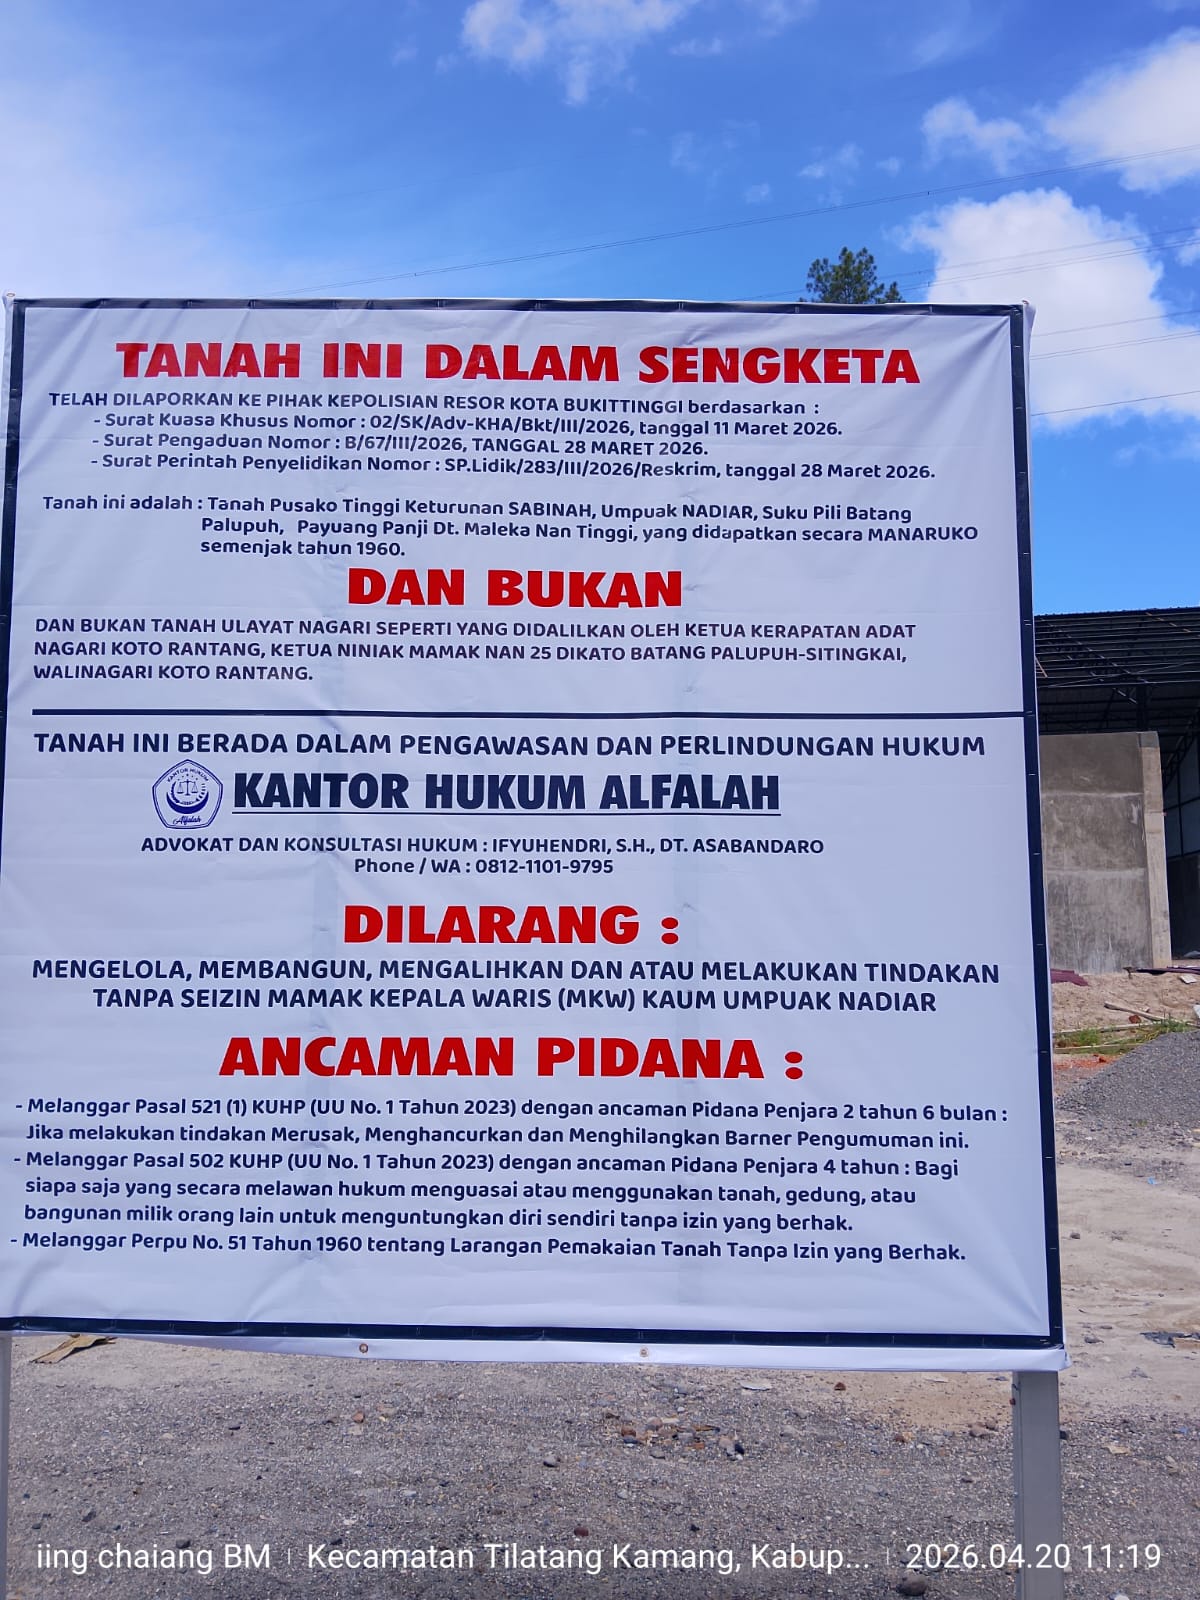 TANAH INI DALAM SENGKETA
TELAH DILAPORKAN KE PIHAK KEPOLISIAN RESOR KOTA BUKITTINGGI berdasarkan :
- Surat Kuasa Khusus Nomor : 02/SK/Adv-KHA/Bkt/III/2026, tanggal 11 Maret 2026.
- Surat Pengaduan Nomor : B/67/III/2026, TANGGAL 28 MARET 2026.
- Surat Perintah Penyelidikan Nomor : SP.Lidik/283/III/2026/Reskrim, tanggal 28 Maret 2026.
Tanah ini adalah : Tanah Pusako Tinggi Keturunan SABINAH, Umpuak NADIAR, Suku Pili Batang
Palupuh, Payuang Panji Dt. Maleka Nan Tinggi, yang didapatkan secara MANARUKO
semenjak tahun 1960.
DAN BUKAN
DAN BUKAN TANAH ULAYAT NAGARI SEPERTI YANG DIDALILKAN OLEH KETUA KERAPATAN ADAT
NAGARI KOTO RANTANG, KETUA NINIAK MAMAK NAN 25 DIKATO BATANG PALUPUH-SITINGKAI,
WALINAGARI KOTO RANTANG.
TANAH INI BERADA DALAM PENGAWASAN DAN PERLINDUNGAN HUKUM
KANTOR HUKUM
Alfalah
KANTOR HUKUM ALFALAH
ADVOKAT DAN KONSULTASI HUKUM : IFYUHENDRI, S.H., DT. ASABANDARO
Phone / WA : 0812-1101-9795
DILARANG :
MENGELOLA, MEMBANGUN, MENGALIHKAN DAN ATAU MELAKUKAN TINDAKAN
TANPA SEIZIN MAMAK KEPALA WARIS (MKW) KAUM UMPUAK NADIAR
ANCAMAN PIDANA :
- Melanggar Pasal 521 (1) KUHP (UU No. 1 Tahun 2023) dengan ancaman Pidana Penjara 2 tahun 6 bulan :
Jika melakukan tindakan Merusak, Menghancurkan dan Menghilangkan Barner Pengumuman ini.
- Melanggar Pasal 502 KUHP (UU No. 1 Tahun 2023) dengan ancaman Pidana Penjara 4 tahun : Bagi
siapa saja yang secara melawan hukum menguasai atau menggunakan tanah, gedung, atau
bangunan milik orang lain untuk menguntungkan diri sendiri tanpa izin yang berhak.
- Melanggar Perpu No. 51 Tahun 1960 tentang Larangan Pemakaian Tanah Tanpa Izin yang Berhak.
iing chaiang BM | Kecamatan Tilatang Kamang, Kabup... | 2026.04.20 11:19